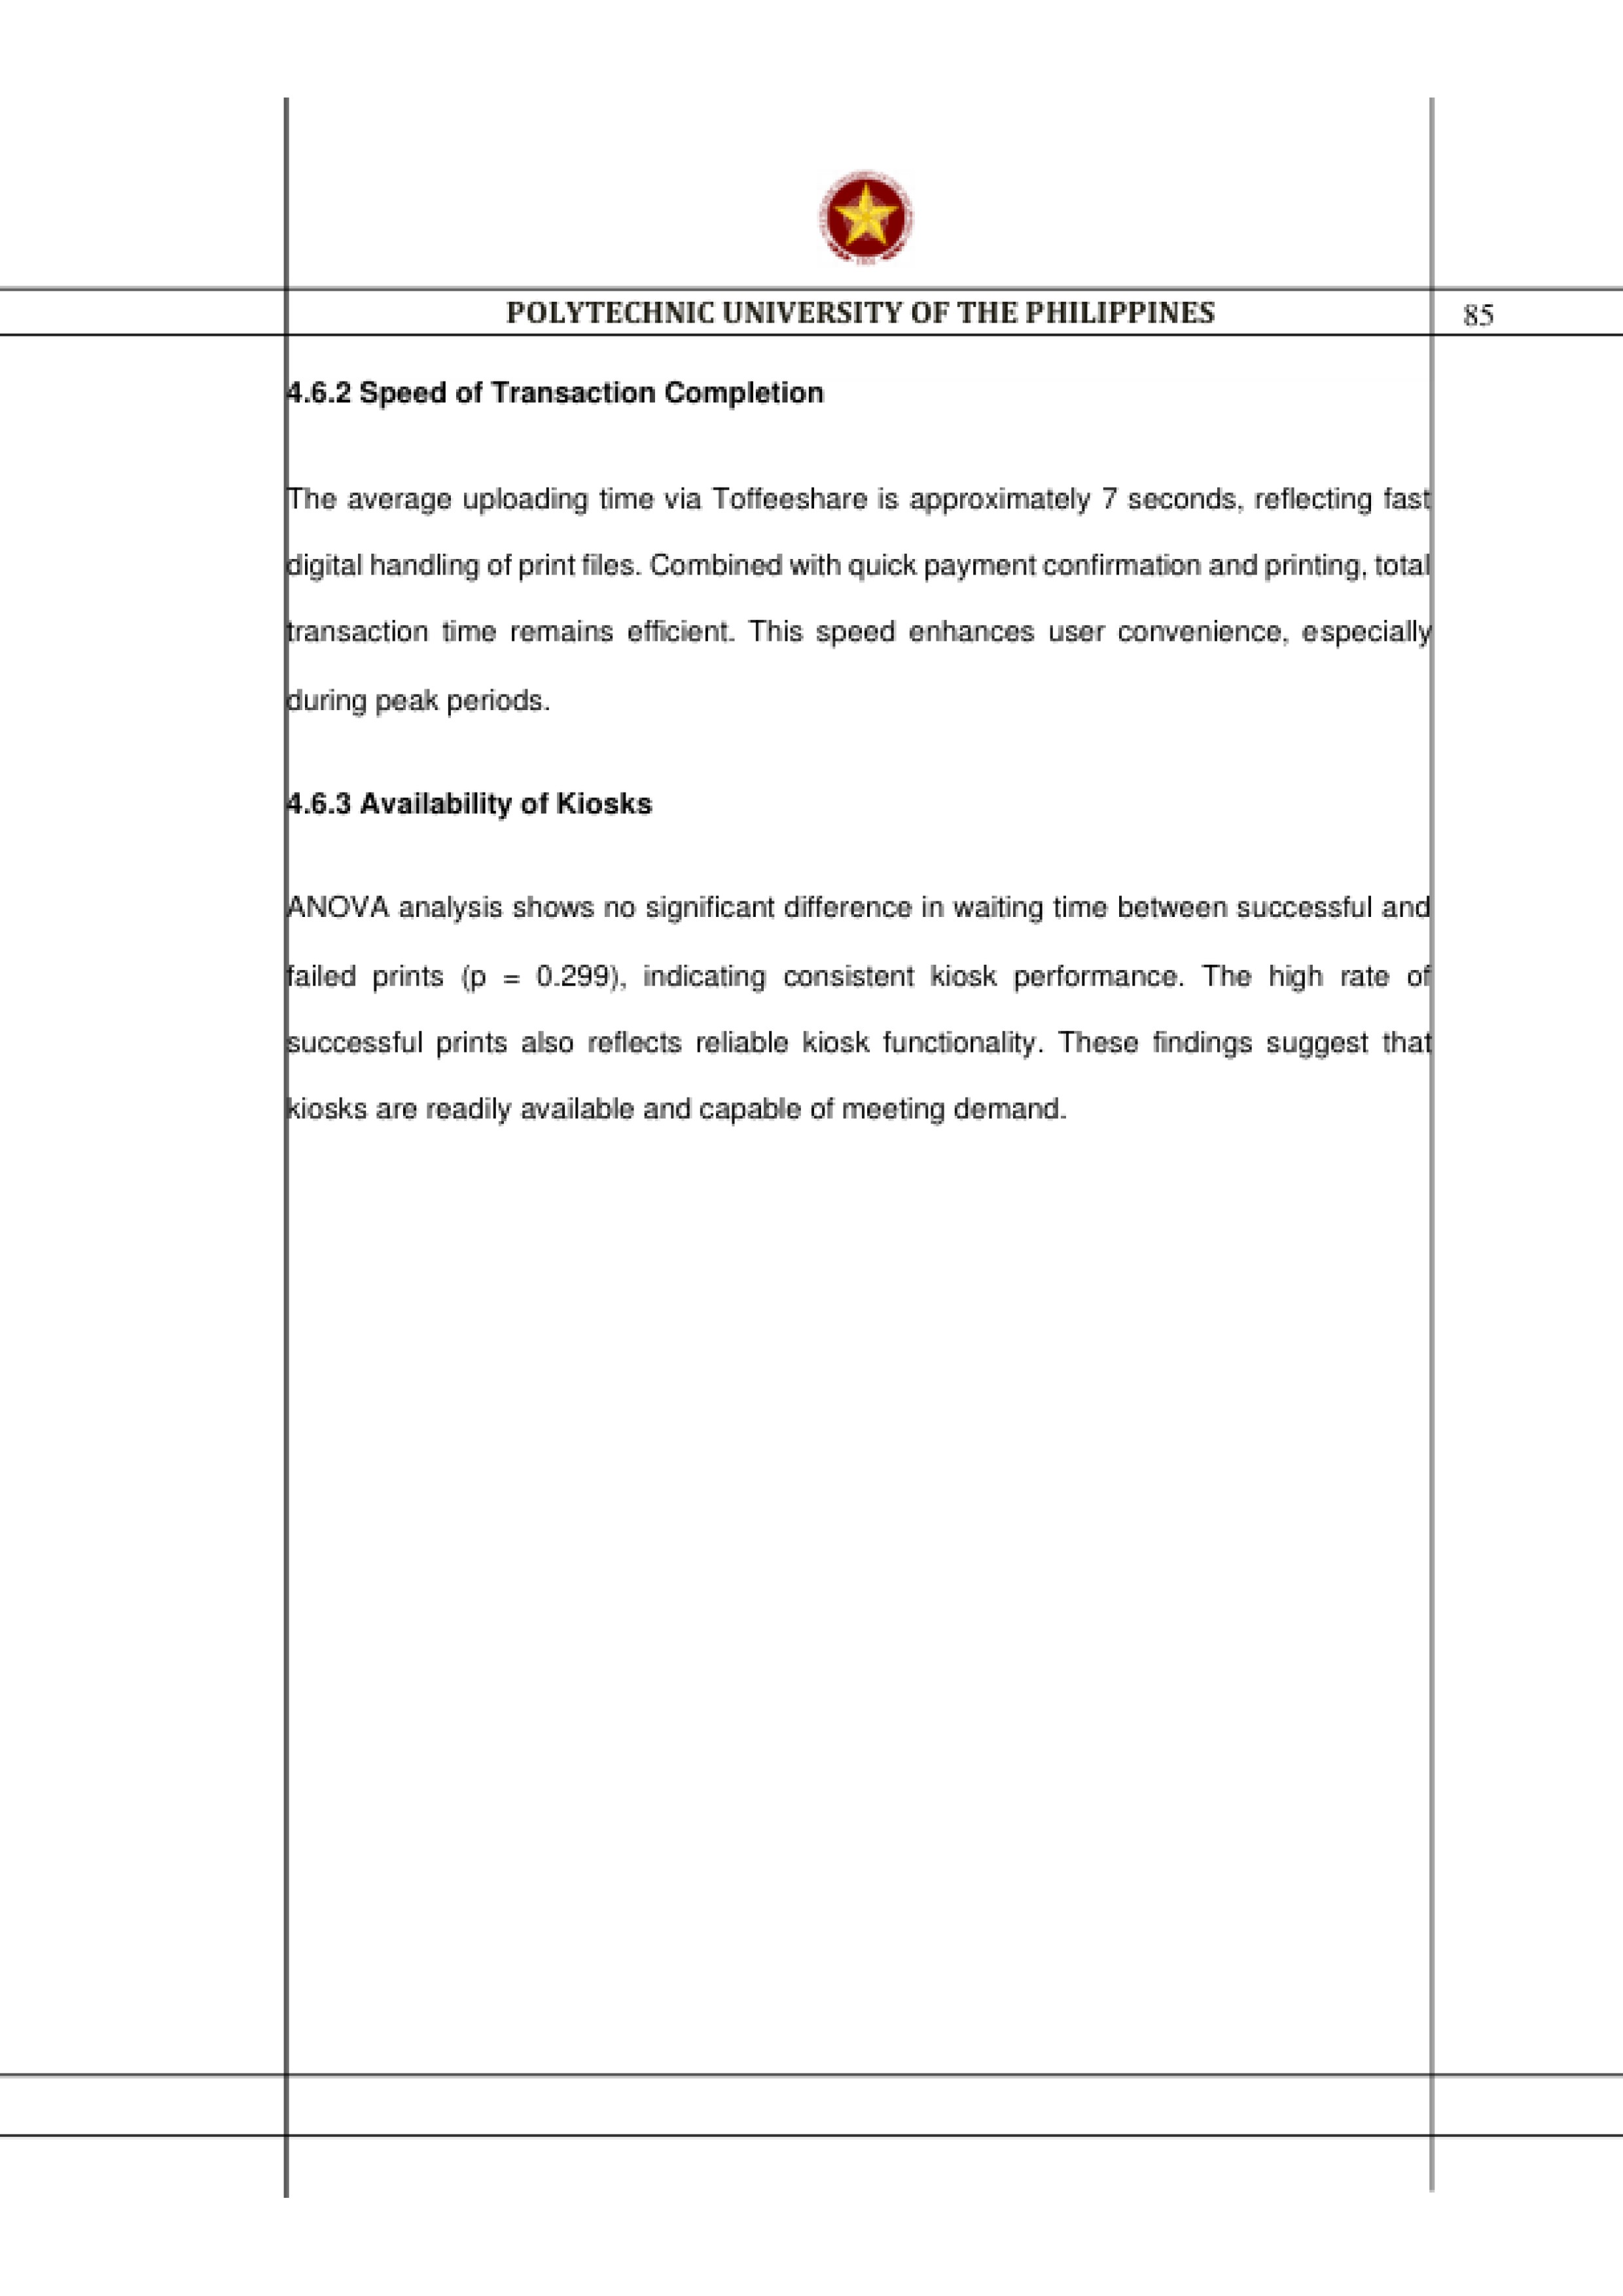 POLYTECHNIC UNIVERSITY OF THE PHILIPPINES
85
4.6.2 Speed of Transaction Completion
The average uploading time via Toffeeshare is approximately 7 seconds, reflecting fast
digital handling of print files. Combined with quick payment confirmation and printing, total
transaction time remains efficient. This speed enhances user convenience, especially
during peak periods.
4.6.3 Availability of Kiosks
ANOVA analysis shows no significant difference in waiting time between successful and
failed prints (p = 0.299), indicating consistent kiosk performance. The high rate of
successful prints also reflects reliable kiosk functionality. These findings suggest that
kiosks are readily available and capable of meeting demand.